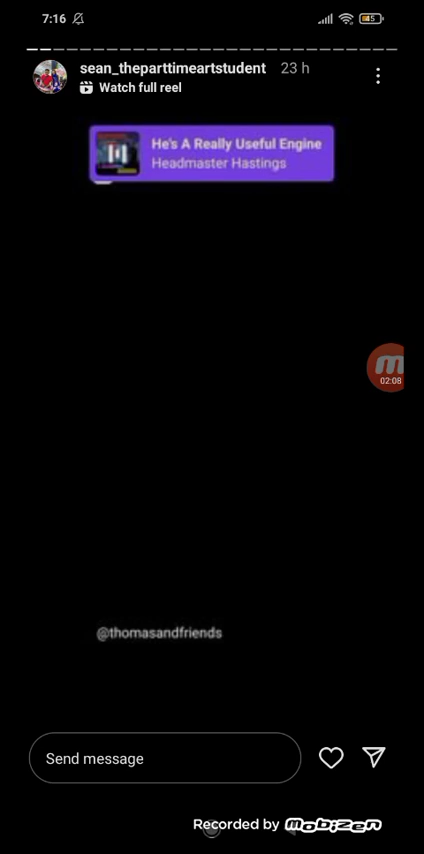 7:16
45
sean_theparttimeartstudent 23 h
Watch full reel
He's A Really Useful Engine
Headmaster Hastings
02:08
@thomasandfriends
Send message
Recorded by Mobizen